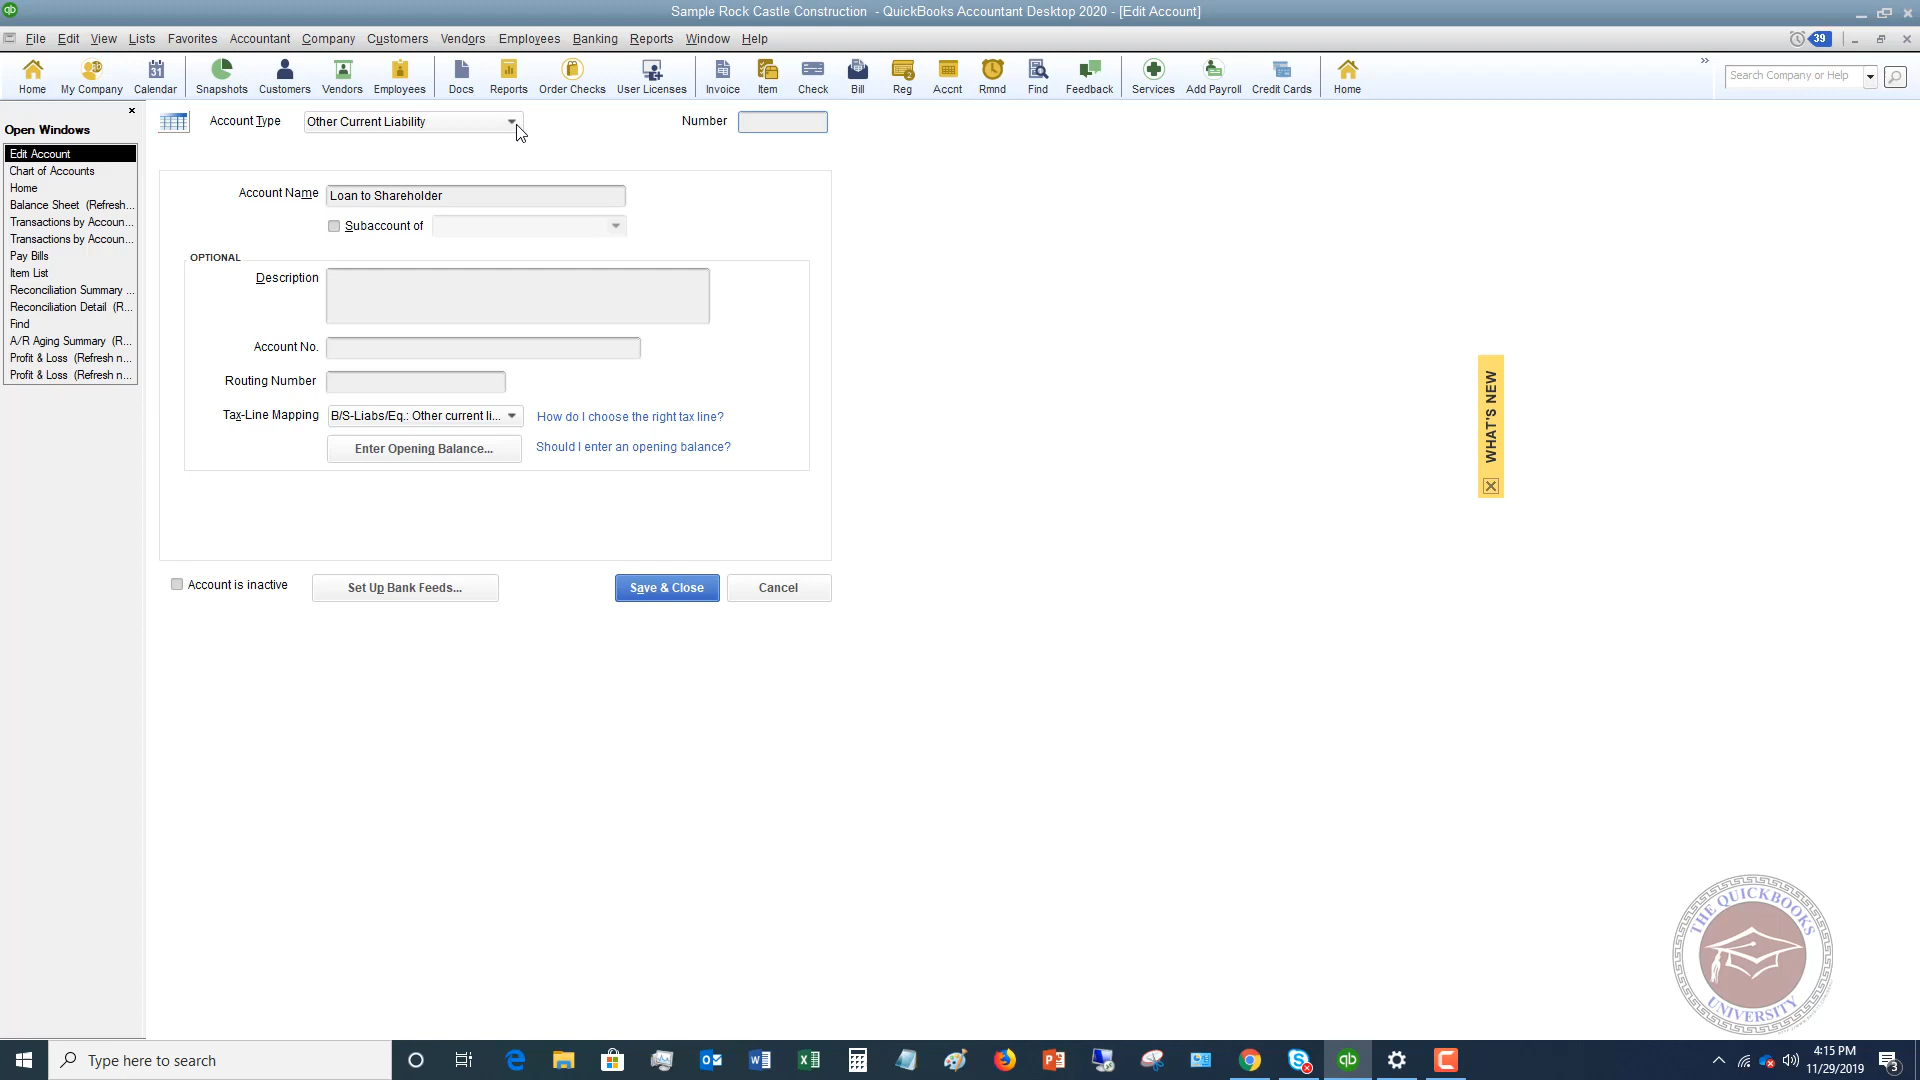 Sample Rock Castle Construction - QuickBooks Accountant Desktop 2020 - [Edit Account]
File Edit View Lists Favorites Accountant Company Customers Vendors Employees Banking Reports Window Help
39
Home My Company Calendar Snapshots Customers Vendors Employees Docs Reports Order Checks User Licenses Invoice Item Check Bill Reg Accnt Rmnd Find Feedback Services Add Payroll Credit Cards Home
31
Search Company or Help
Open Windows
Edit Account
Chart of Accounts
Home
Balance Sheet (Refresh...
Transactions by Accoun...
Transactions by Accoun...
Pay Bills
Item List
Reconciliation Summary ...
Reconciliation Detail (R...
Find
A/R Aging Summary (R...
Profit & Loss (Refresh n...
Profit & Loss (Refresh n...
Account Type Other Current Liability Number
Account Name Loan to Shareholder
Subaccount of
OPTIONAL
Description
Account No.
Routing Number
Tax-Line Mapping B/S-Liabs/Eq.: Other current li... How do I choose the right tax line?
Enter Opening Balance... Should I enter an opening balance?
Account is inactive Set Up Bank Feeds... Save & Close Cancel
WHAT'S NEW
THE QUICKBOOKS
UNIVERSITY
Type here to search
4:15 PM
11/29/2019
3